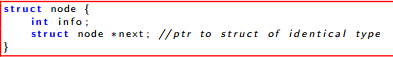 struct node {
int info;
struct node *next; //ptr to struct of identical type
}